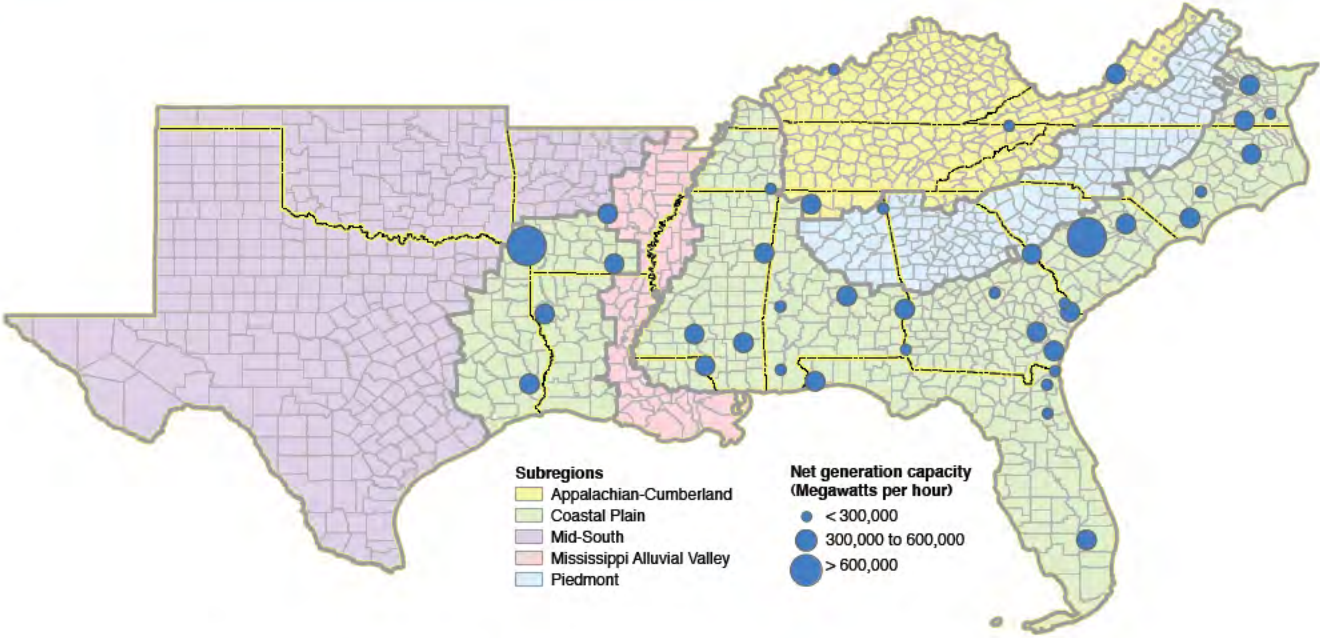 Subregions
Appalachian-Cumberland
Coastal Plain
Mid-South
Mississippi Alluvial Valley
Piedmont
Net generation capacity
(Megawatts per hour)
< 300,000
300,000 to 600,000
> 600,000